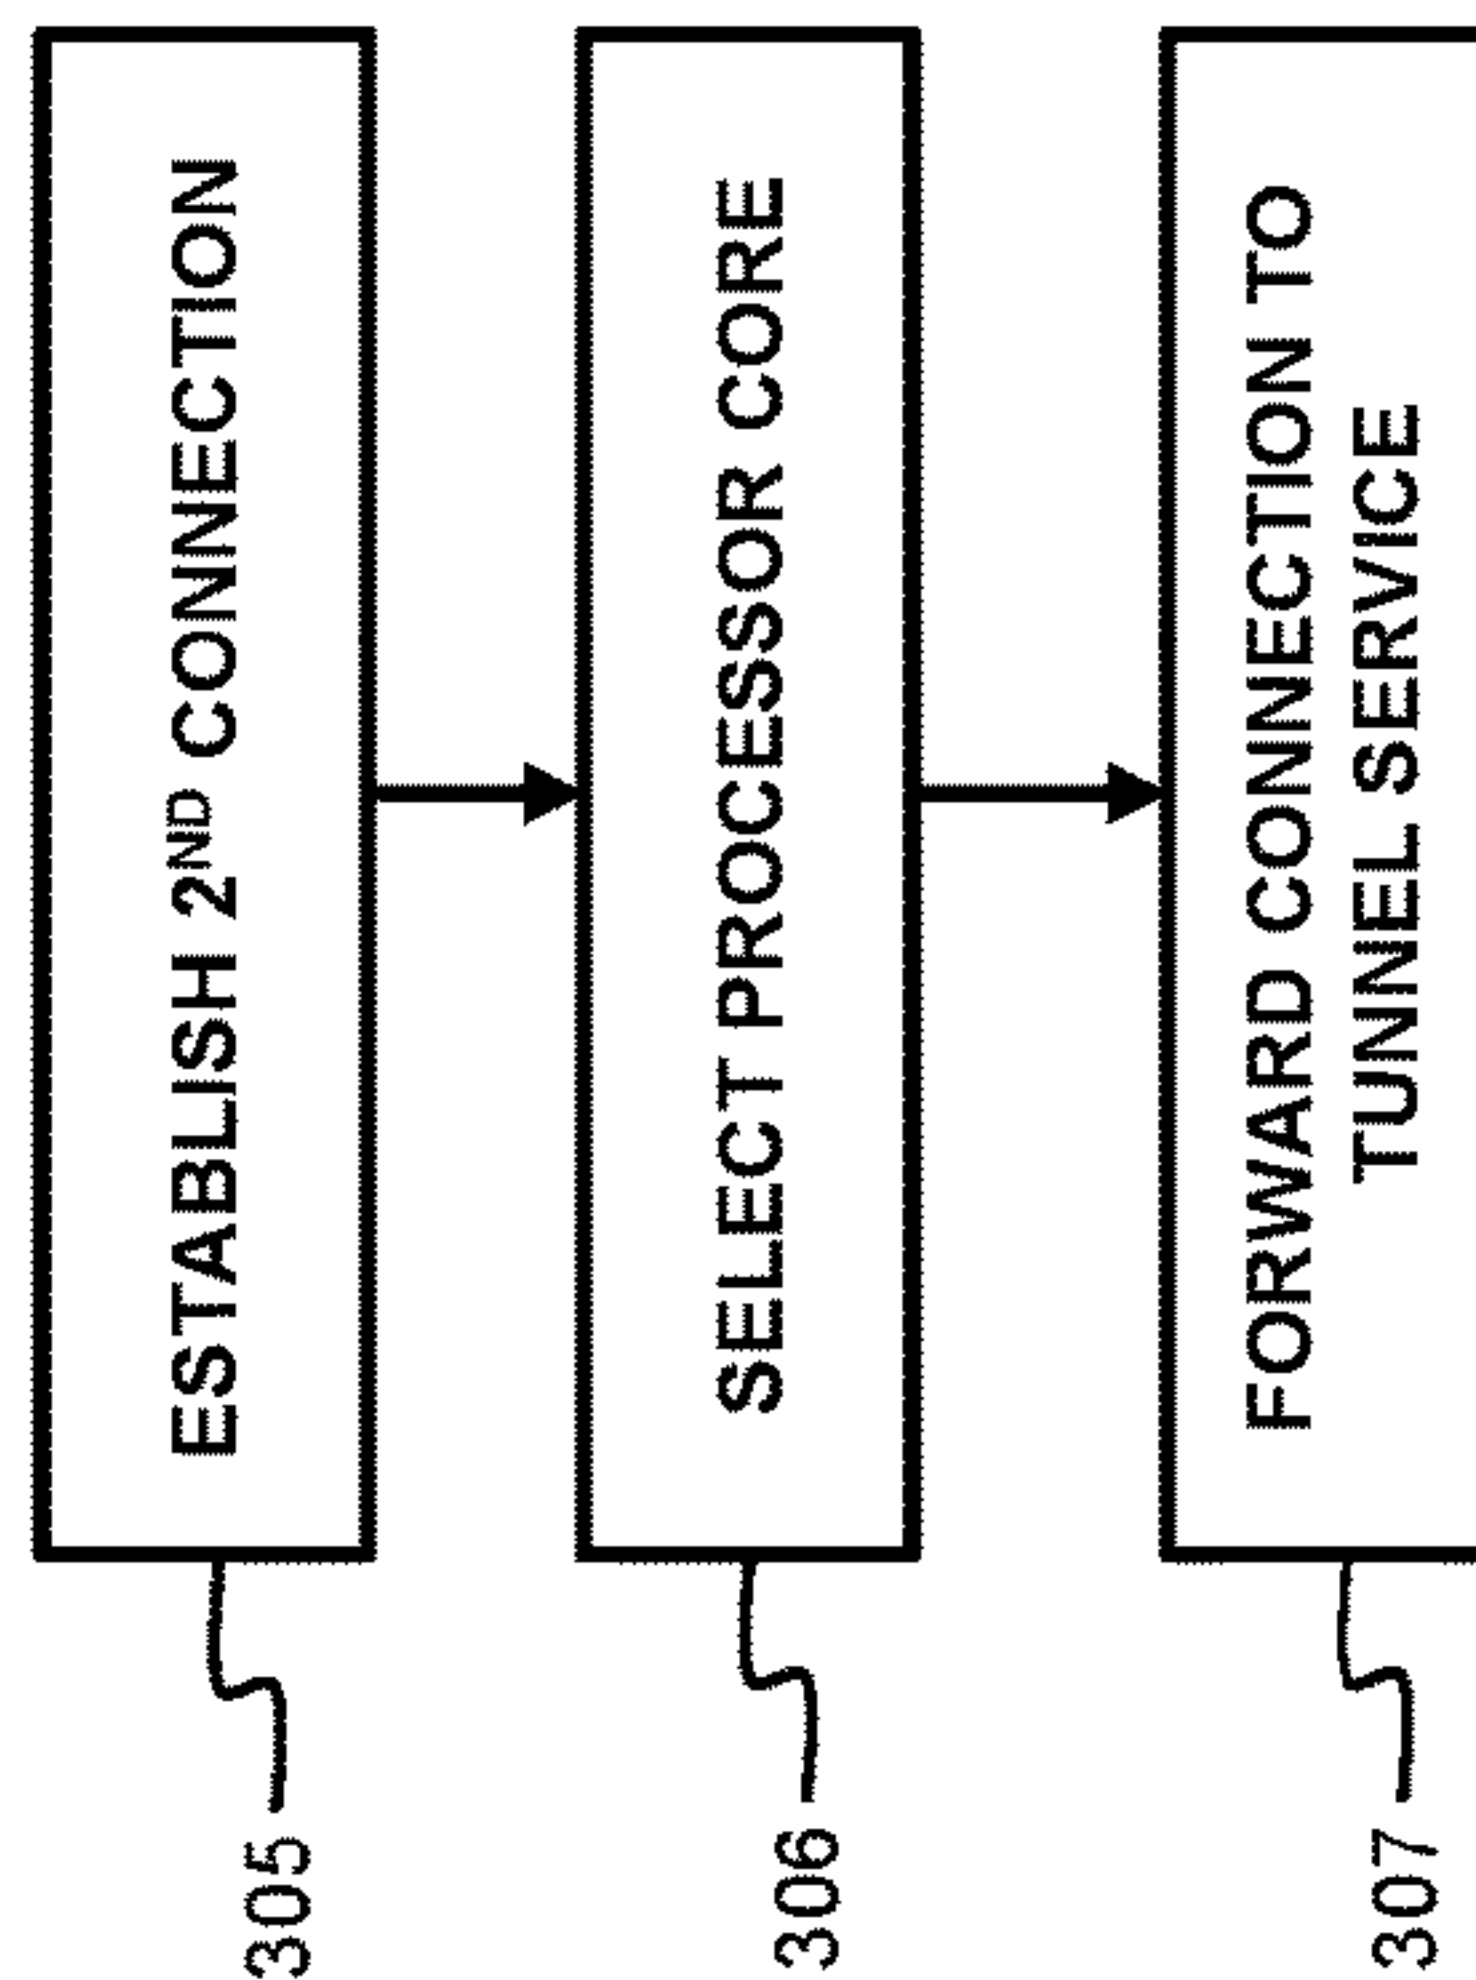 305
ESTABLISH 2ND CONNECTION
306
SELECT PROCESSOR CORE
307
FORWARD CONNECTION TO
TUNNEL SERVICE